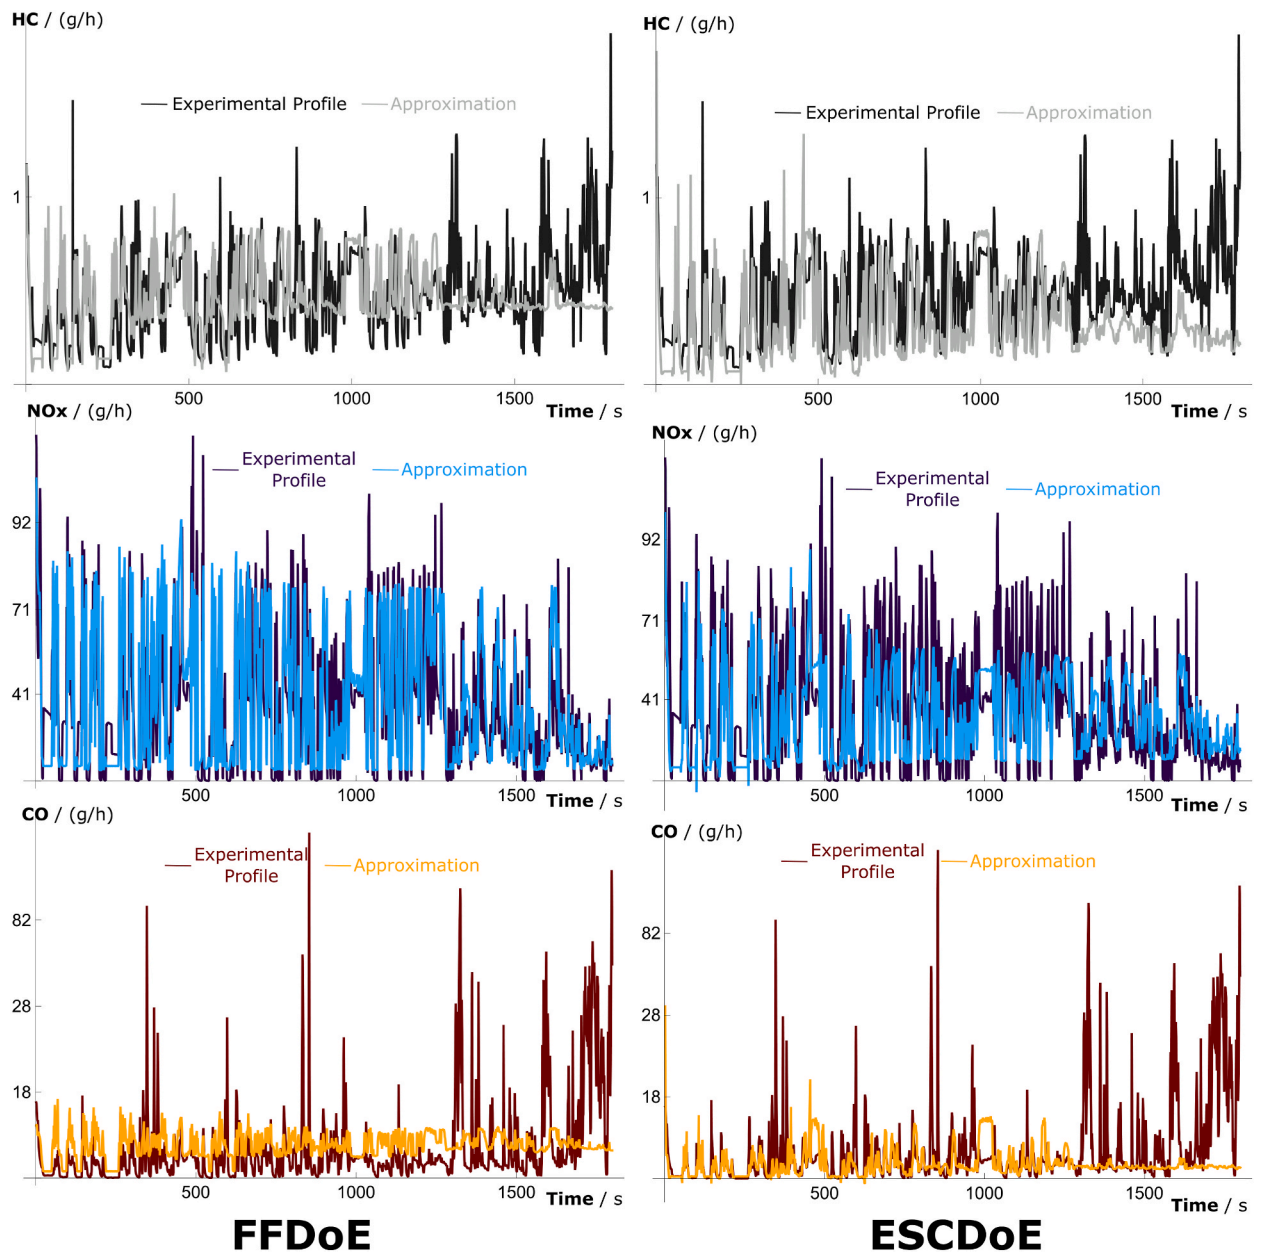 HC / (g/h)
Experimental Profile
Approximation
1
500
1000
1500
Time / s
HC / (g/h)
Experimental Profile
Approximation
1
500
1000
1500
Time / s
NOx / (g/h)
Experimental
Profile
Approximation
92
71
41
500
1000
1500
Time / s
NOx / (g/h)
Experimental
Profile
Approximation
92
71
41
500
1000
1500
Time / s
CO / (g/h)
Experimental
Profile
Approximation
82
28
18
500
1000
1500
Time / s
CO / (g/h)
Experimental
Profile
Approximation
82
28
18
500
1000
1500
Time / s
FFDoE
ESCDoE